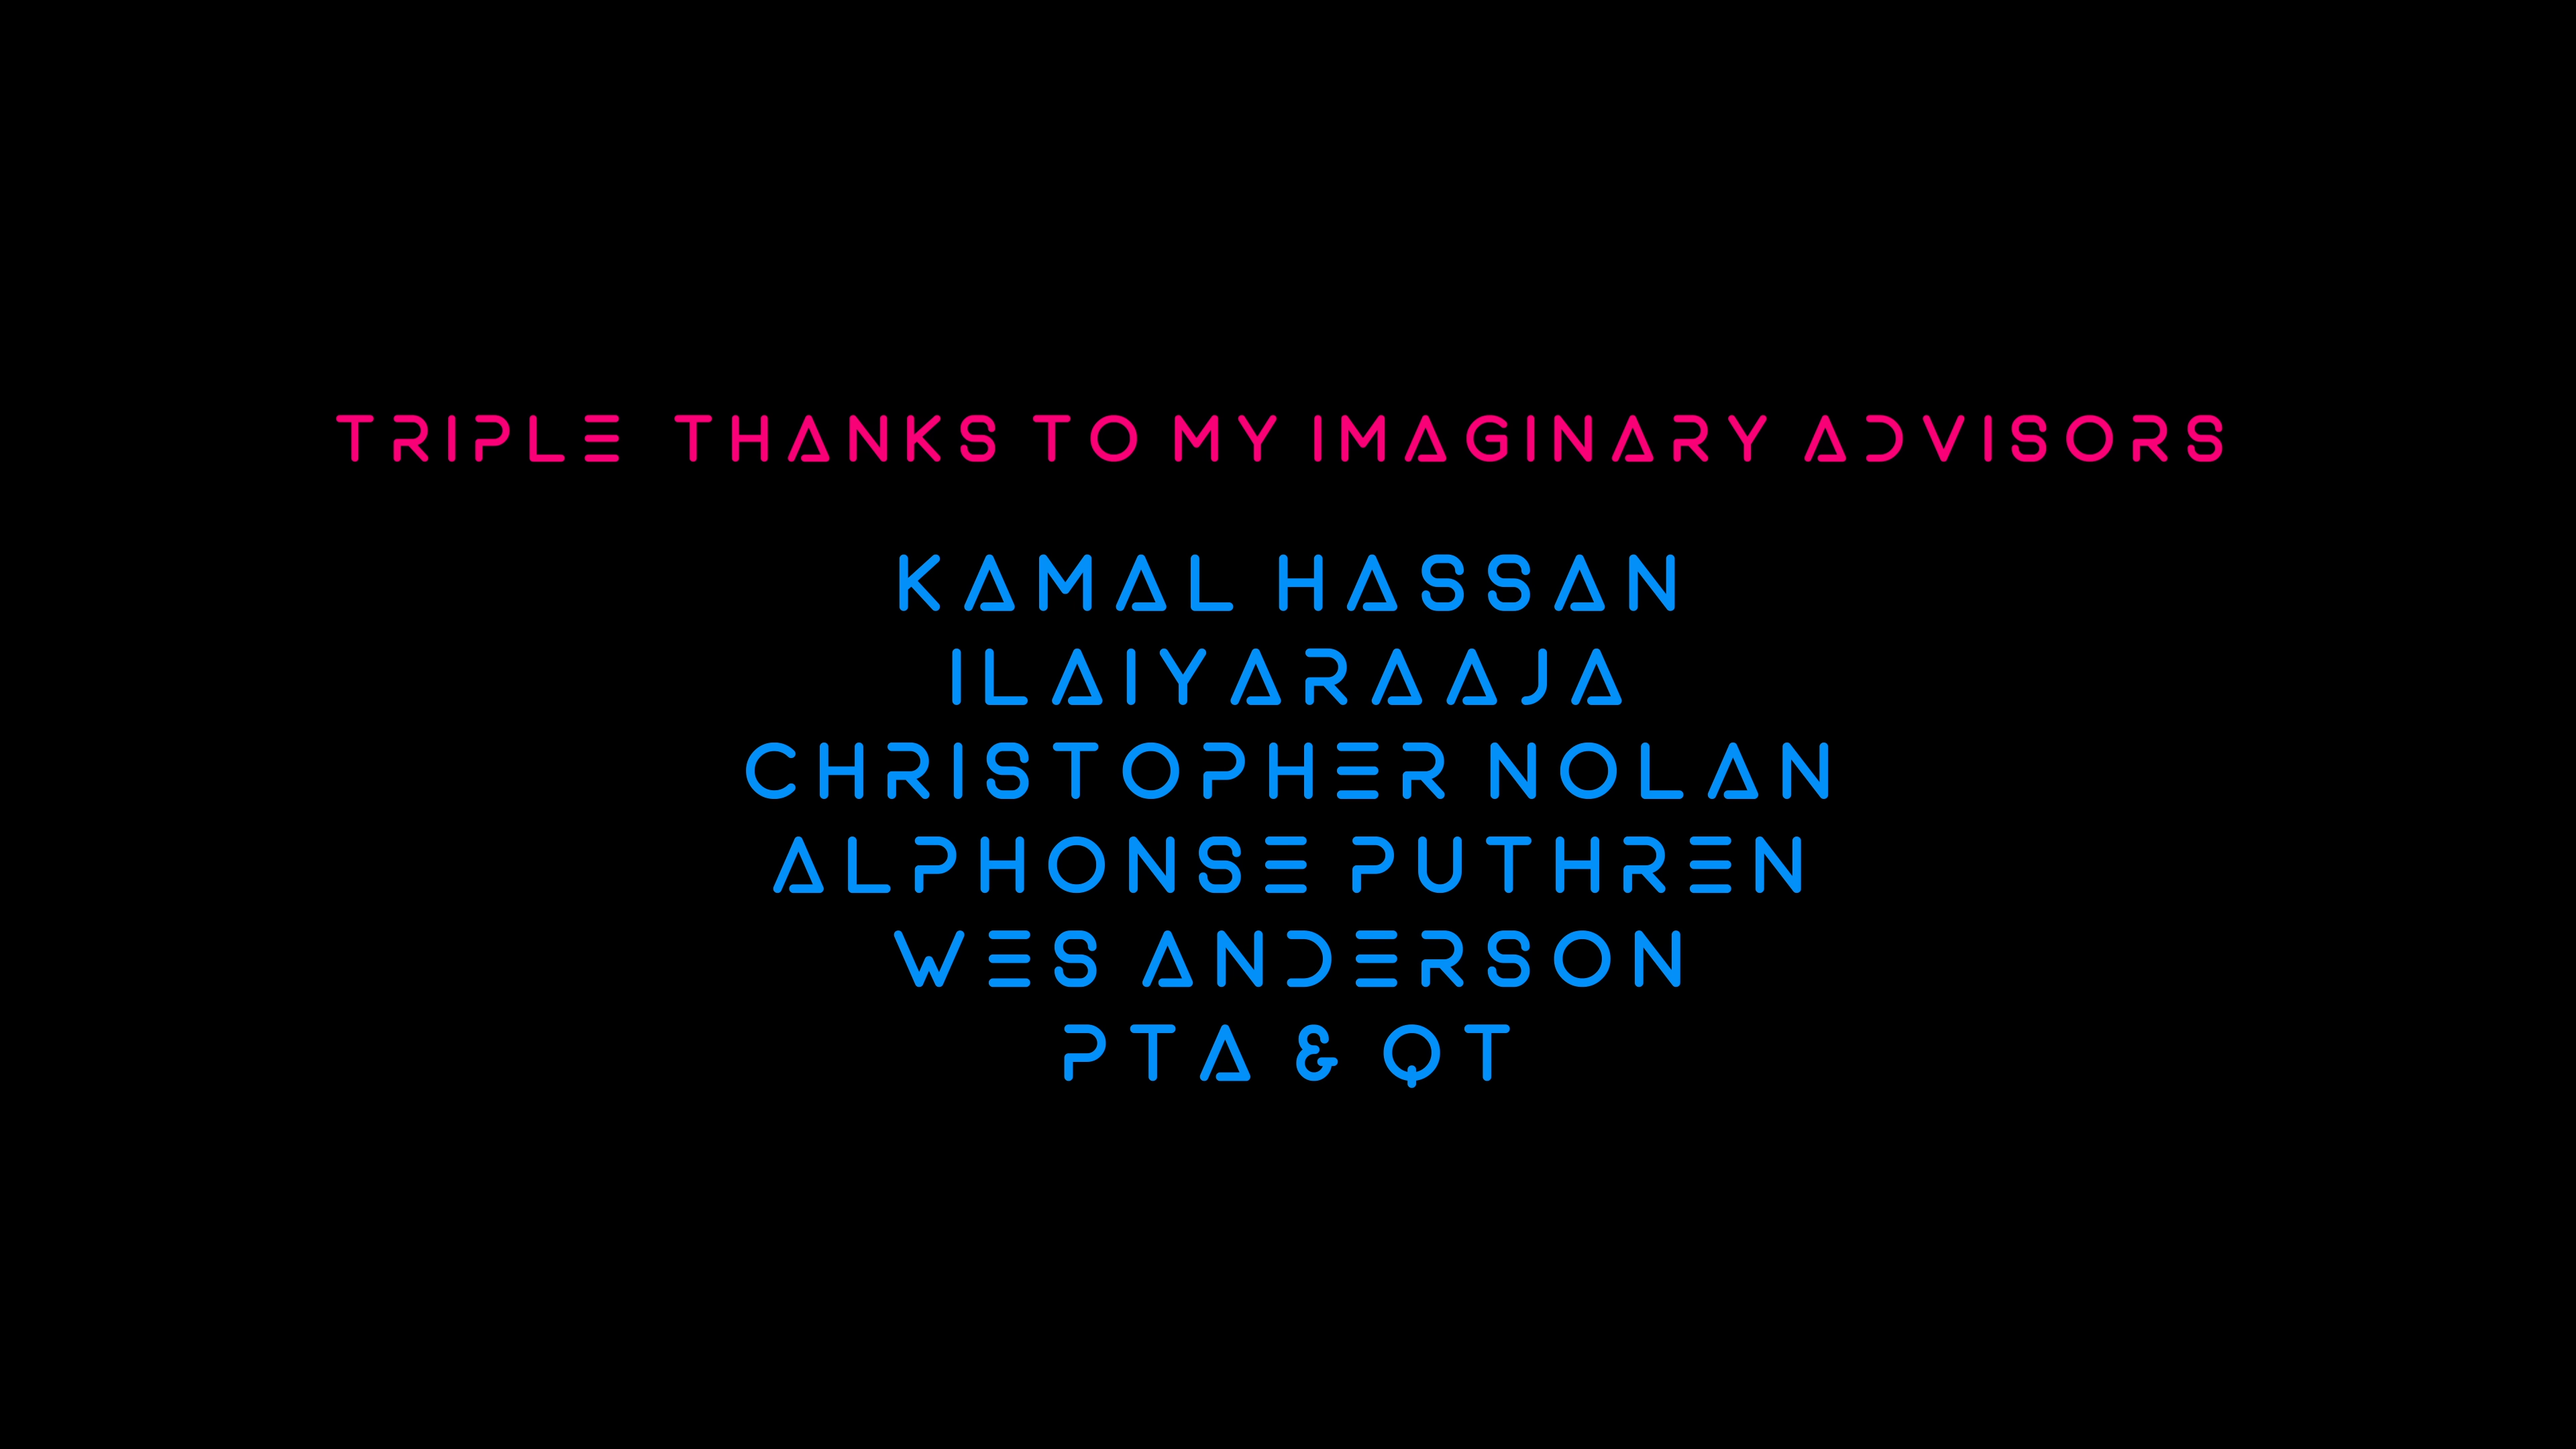 TRIPLE THANKS TO MY IMAGINARY ADVISORS
KAMAL HASSAN
ILAIYARAAJA
CHRISTOPHER NOLAN
ALPHONSE PUTHREN
WES ANDERSON
PTA & QT